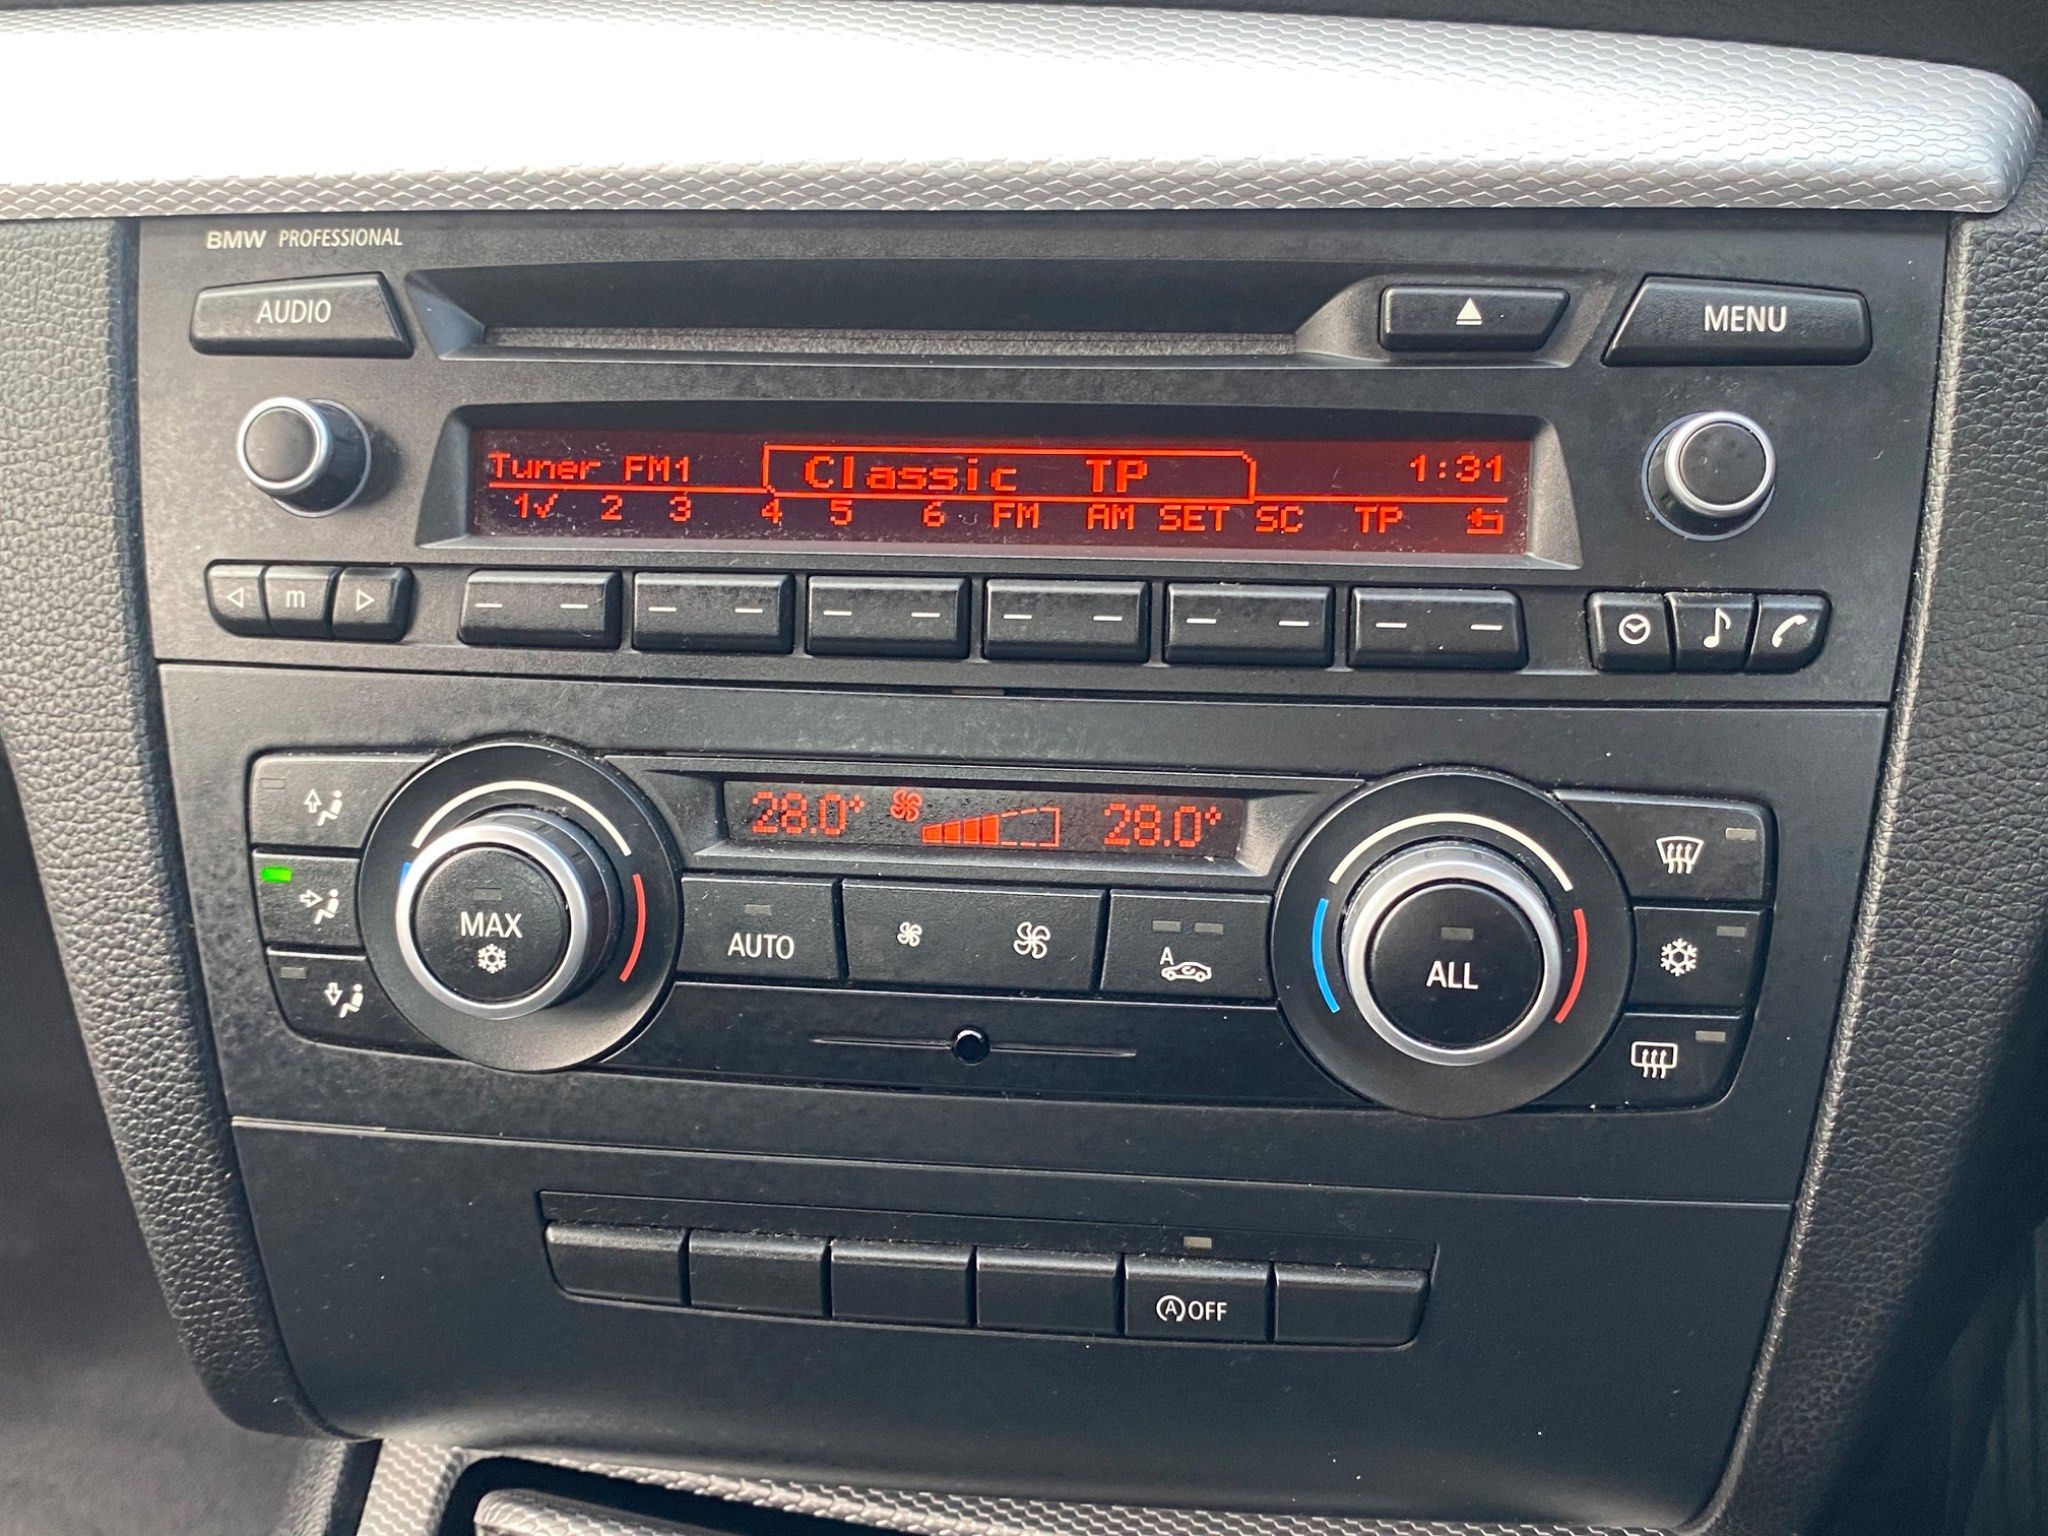 BMW PROFESSIONAL
AUDIO
MENU
Tuner FM1 Classic TP 1:31
1✓ 2 3 4 5 6 FM AM SET SC TP
m
28.0° 28.0°
MAX
AUTO
A
ALL
A OFF